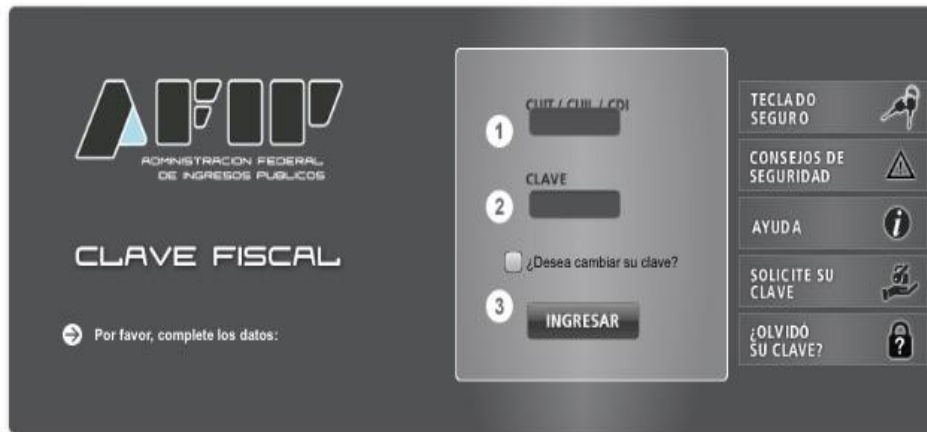 AFIP
ADMINISTRACION FEDERAL
DE INGRESOS PUBLICOS
CLAVE FISCAL
Por favor, complete los datos:
CUIT / CUIL / CDI
1
CLAVE
2
¿Desea cambiar su clave?
3
INGRESAR
TECLADO
SEGURO
CONSEJOS DE
SEGURIDAD
AYUDA
i
SOLICITE SU
CLAVE
¿OLVIDÓ
SU CLAVE?
?